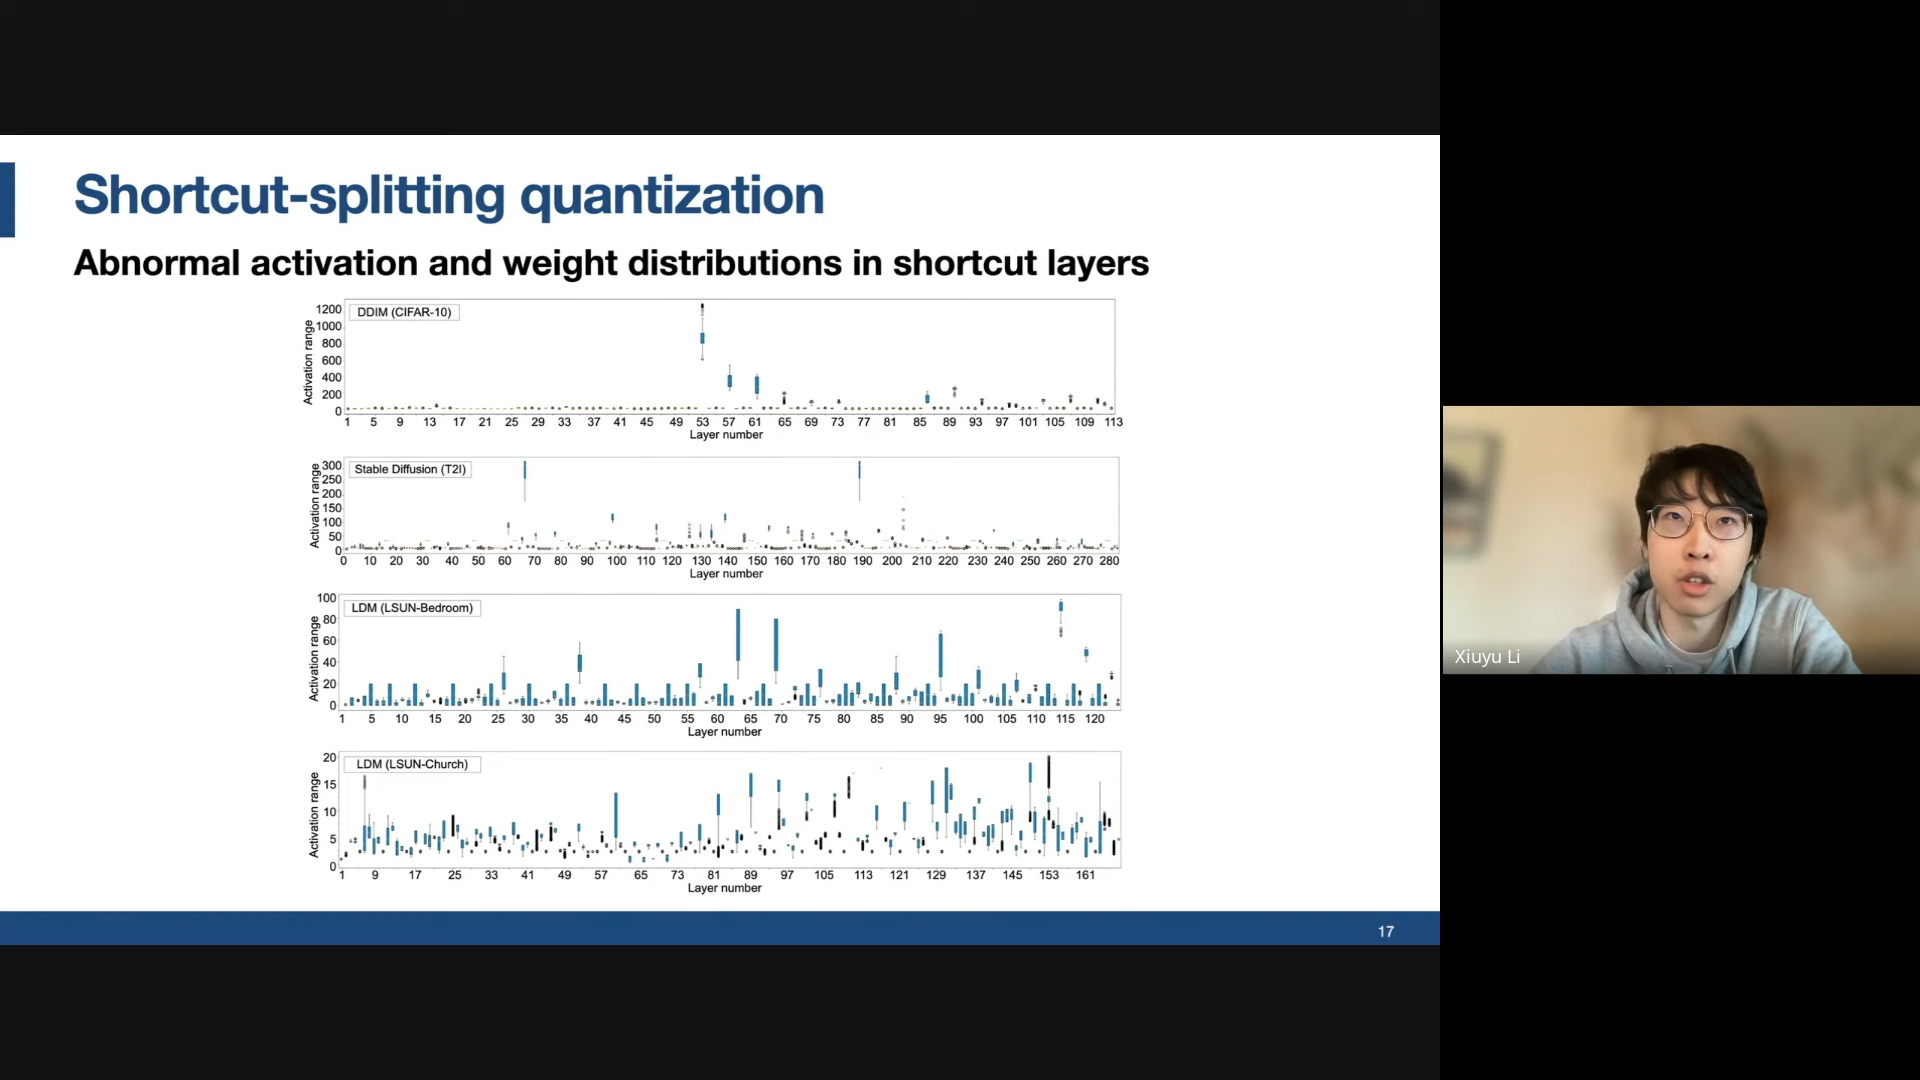 Shortcut-splitting quantization
Abnormal activation and weight distributions in shortcut layers
DDIM (CIFAR-10)
Activation range
1200
1000
800
600
400
200
0
1 5 9 13 17 21 25 29 33 37 41 45 49 53 57 61 65 69 73 77 81 85 89 93 97 101 105 109 113
Layer number
Stable Diffusion (T2I)
Activation range
300
250
200
150
100
50
0
0 10 20 30 40 50 60 70 80 90 100 110 120 130 140 150 160 170 180 190 200 210 220 230 240 250 260 270 280
Layer number
LDM (LSUN-Bedroom)
Activation range
100
80
60
40
20
0
1 5 10 15 20 25 30 35 40 45 50 55 60 65 70 75 80 85 90 95 100 105 110 115 120
Layer number
LDM (LSUN-Church)
Activation range
20
15
10
5
0
1 9 17 25 33 41 49 57 65 73 81 89 97 105 113 121 129 137 145 153 161
Layer number
17
Xiuyu Li